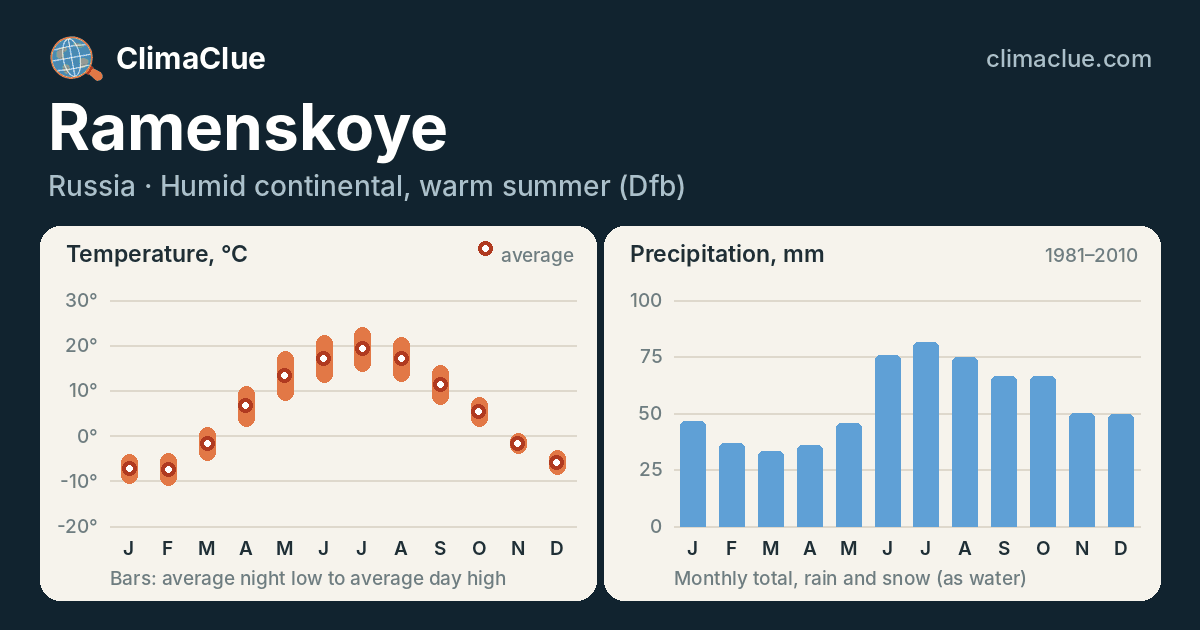 ClimaClue
climaclue.com
Ramenskoye
Russia · Humid continental, warm summer (Dfb)
Temperature, °C
average
30°
20°
10°
0°
-10°
-20°
J F M A M J J A S O N D
Bars: average night low to average day high
Precipitation, mm
1981–2010
100
75
50
25
0
J F M A M J J A S O N D
Monthly total, rain and snow (as water)